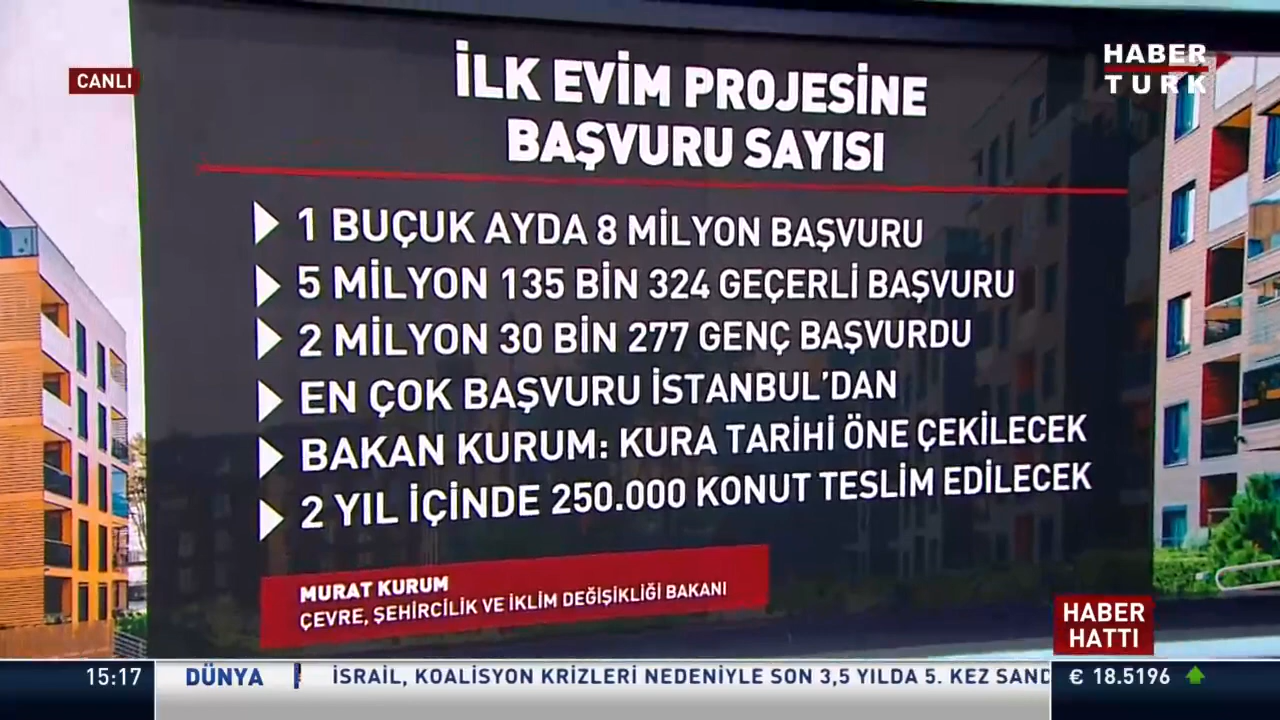 CANLI
HABER
TURK
İLK EVİM PROJESİNE
BAŞVURU SAYISI
1 BUÇUK AYDA 8 MİLYON BAŞVURU
5 MİLYON 135 BİN 324 GEÇERLİ BAŞVURU
2 MİLYON 30 BİN 277 GENÇ BAŞVURDU
EN ÇOK BAŞVURU İSTANBUL'DAN
BAKAN KURUM: KURA TARİHİ ÖNE ÇEKİLECEK
2 YIL İÇİNDE 250.000 KONUT TESLİM EDİLECEK
MURAT KURUM
ÇEVRE, ŞEHİRCİLİK VE İKLİM DEĞİŞİKLİĞİ BAKANI
HABER
HATTI
15:17 DÜNYA İSRAİL, KOALİSYON KRİZLERİ NEDENİYLE SON 3,5 YILDA 5. KEZ SAND € 18.5196